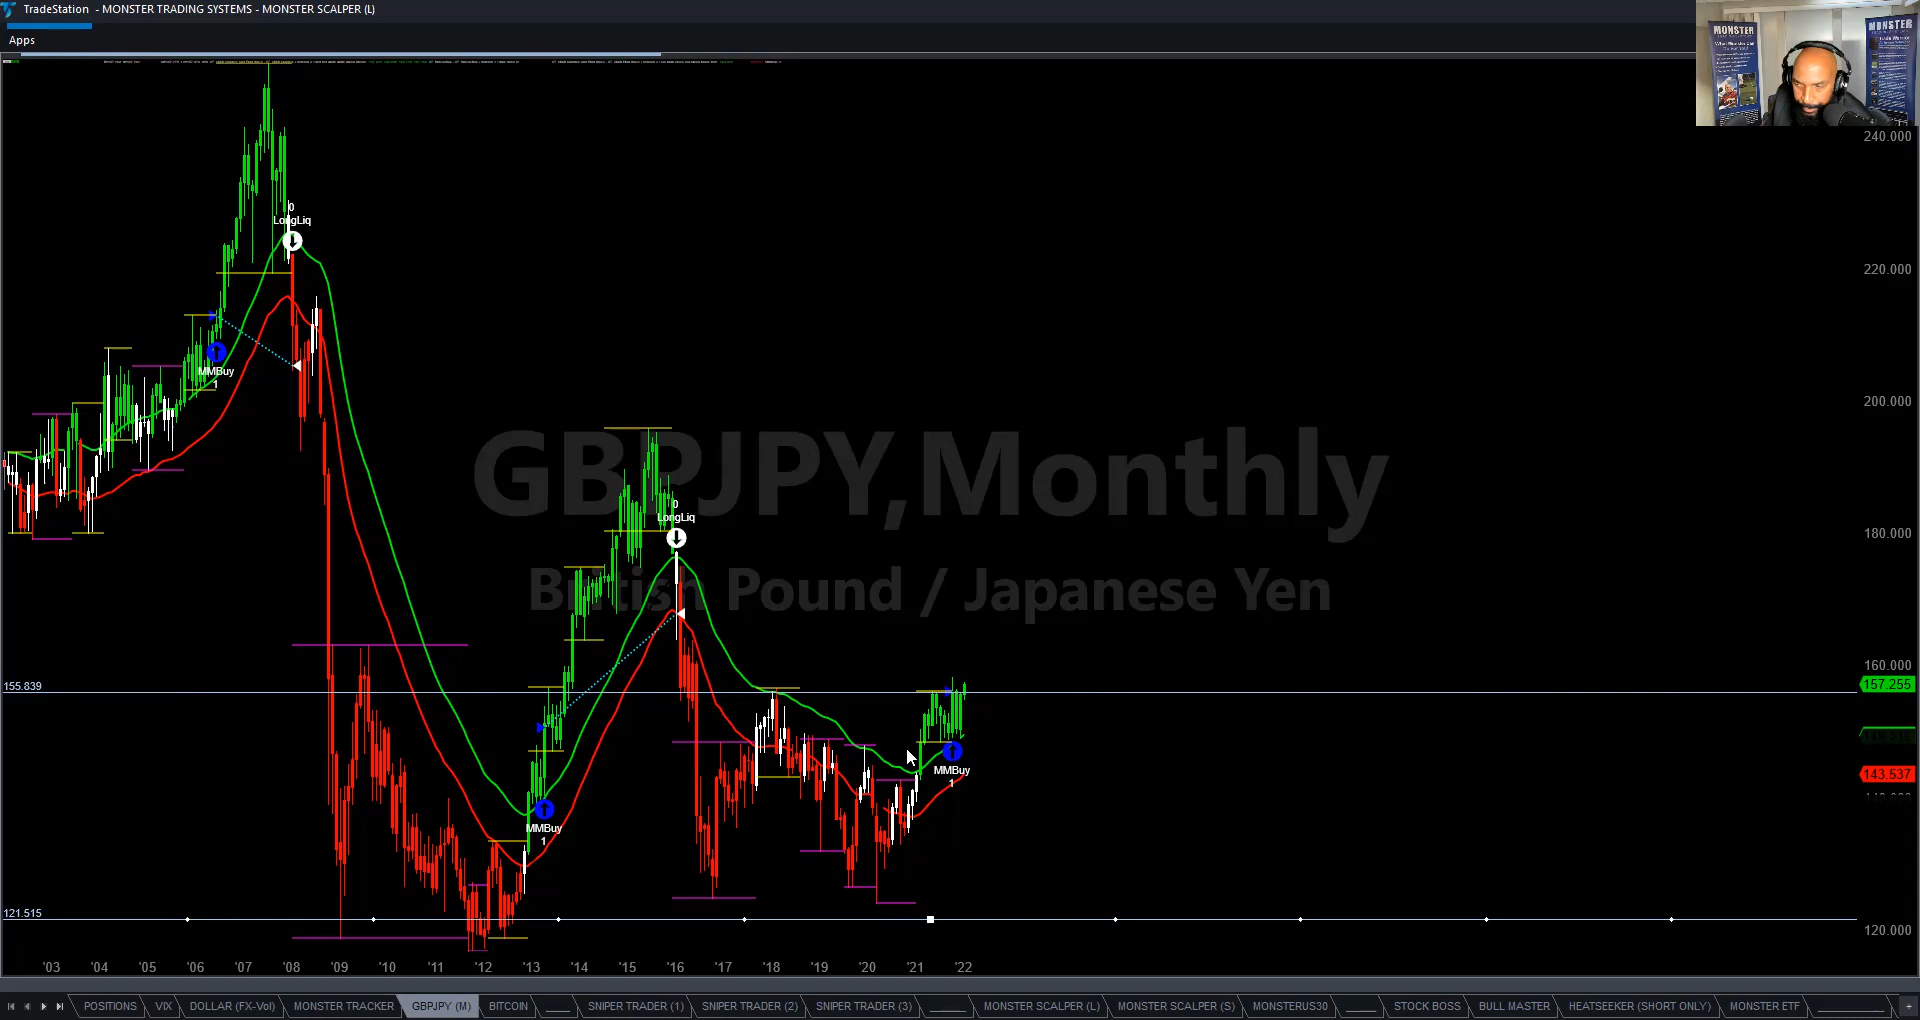 TradeStation - MONSTER TRADING SYSTEMS - MONSTER SCALPER (L)
Apps
MONSTER
MONSTER
240.000
220.000
200.000
180.000
160.000
157.255
143.537
120.000
0
LongLiq
MMBuy
1
0
LongLiq
MMBuy
1
MMBuy
1
GBPJPY,Monthly
British Pound / Japanese Yen
155.839
121.515
'03 '04 '05 '06 '07 '08 '09 '10 '11 '12 '13 '14 '15 '16 '17 '18 '19 '20 '21 '22
POSITIONS VIX DOLLAR (FX-Vol) MONSTER TRACKER GBPJPY (M) BITCOIN SNIPER TRADER (1) SNIPER TRADER (2) SNIPER TRADER (3) MONSTER SCALPER (L) MONSTER SCALPER (S) MONSTERUS30 STOCK BOSS BULL MASTER HEATSEEKER (SHORT ONLY) MONSTER ETF